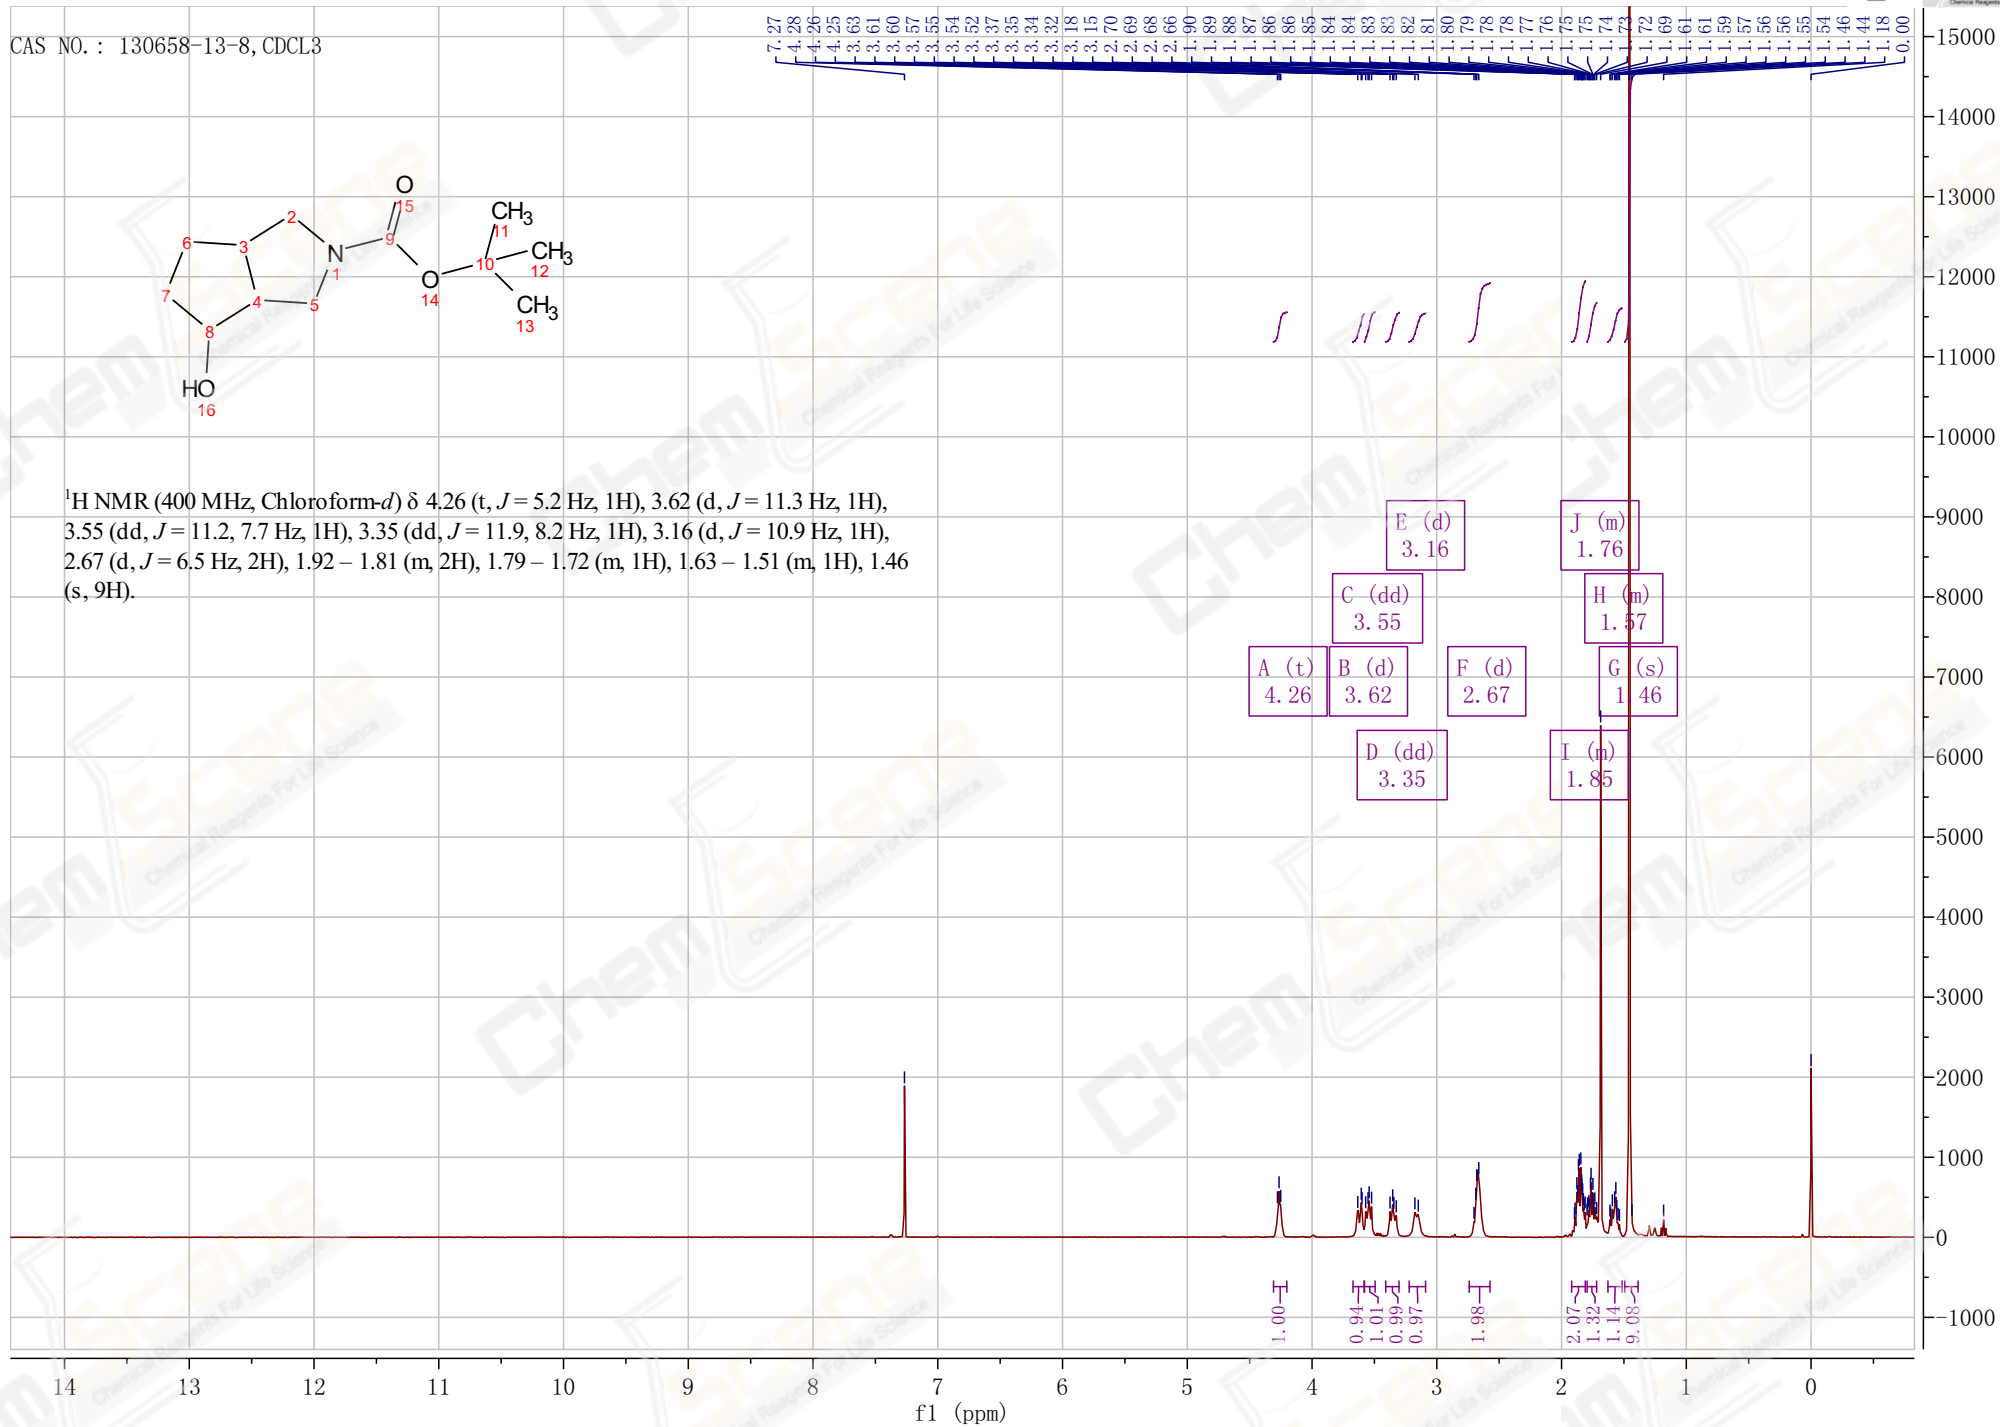 CAS NO.: 130658-13-8, CDCL3
7.27 4.28 4.26 4.25 3.63 3.61 3.60 3.57 3.55 3.54 3.52 3.37 3.35 3.34 3.32 3.18 3.15 2.70 2.69 2.68 2.66 1.90 1.89 1.88 1.87 1.86 1.86 1.85 1.84 1.84 1.83 1.83 1.82 1.81 1.80 1.79 1.78 1.78 1.77 1.76 1.75 1.75 1.74 1.73 1.72 1.69 1.61 1.61 1.59 1.57 1.56 1.56 1.55 1.54 1.46 1.44 1.18 0.00
O
15
CH3
11
2
6
3
9
N
1
CH3
12
10
O
14
7
4
5
CH3
13
8
HO
16
¹H NMR (400 MHz, Chloroform-d) δ 4.26 (t, J = 5.2 Hz, 1H), 3.62 (d, J = 11.3 Hz, 1H),
3.55 (dd, J = 11.2, 7.7 Hz, 1H), 3.35 (dd, J = 11.9, 8.2 Hz, 1H), 3.16 (d, J = 10.9 Hz, 1H),
2.67 (d, J = 6.5 Hz, 2H), 1.92 – 1.81 (m, 2H), 1.79 – 1.72 (m, 1H), 1.63 – 1.51 (m, 1H), 1.46
(s, 9H).
E (d)
3.16
J (m)
1.76
C (dd)
3.55
H (m)
1.57
A (t)
4.26
B (d)
3.62
F (d)
2.67
G (s)
1.46
D (dd)
3.35
I (m)
1.85
15000
14000
13000
12000
11000
10000
9000
8000
7000
6000
5000
4000
3000
2000
1000
0
-1000
1.00 0.94 1.01 0.99 0.97 1.98 2.07 1.32 1.14 9.08
14 13 12 11 10 9 8 7 6 5 4 3 2 1 0
f1 (ppm)
ChemScene
Chemical Reagents For Life Science